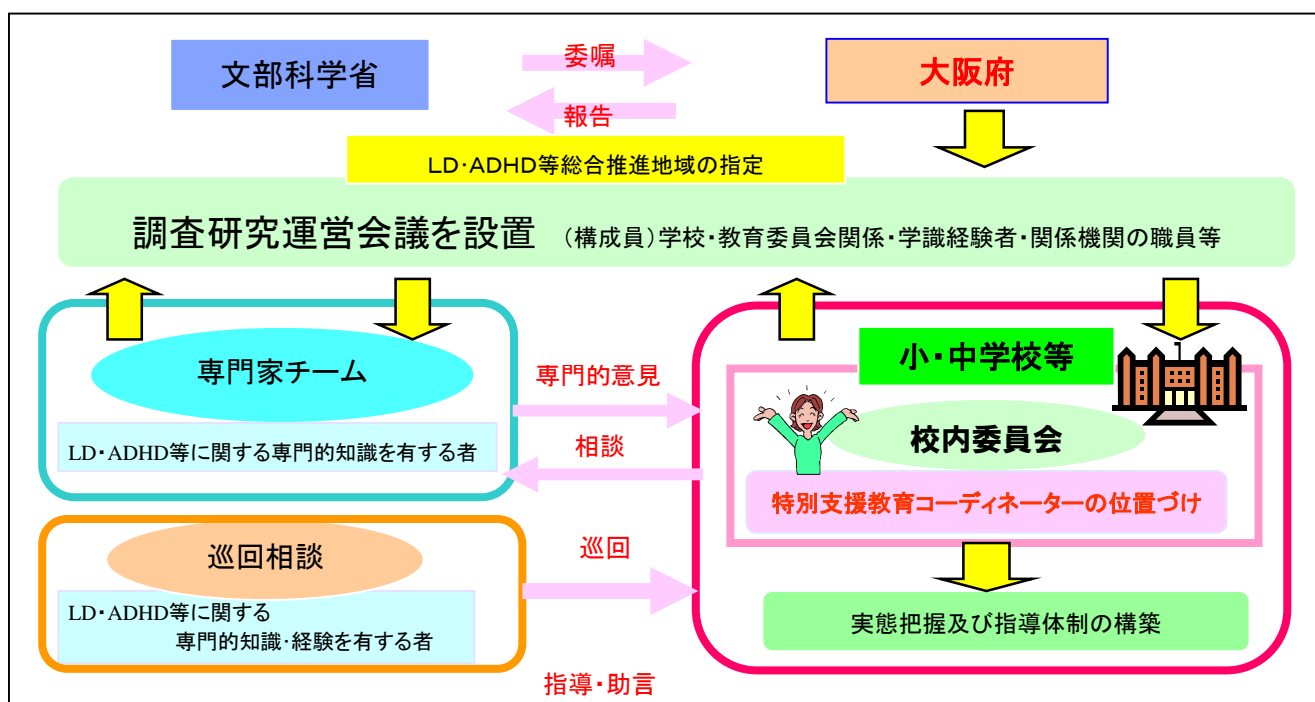 文部科学省
委嘱
大阪府
報告
LD・ADHD等総合推進地域の指定
調査研究運営会議を設置 (構成員)学校・教育委員会関係・学識経験者・関係機関の職員等
専門家チーム
LD・ADHD等に関する専門的知識を有する者
専門的意見
相談
小・中学校等
校内委員会
特別支援教育コーディネーターの位置づけ
巡回相談
LD・ADHD等に関する
専門的知識・経験を有する者
巡回
指導・助言
実態把握及び指導体制の構築